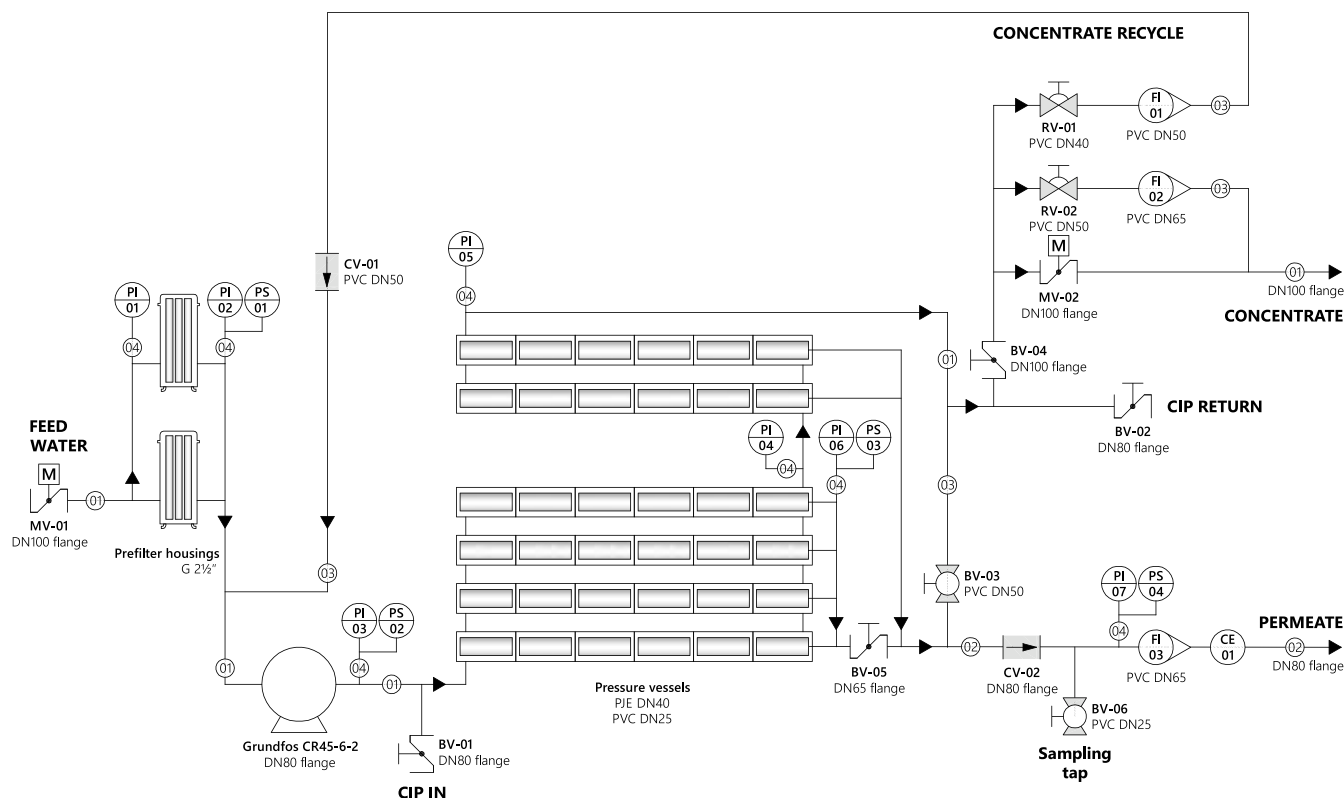 CONCENTRATE RECYCLE
FI
01
03
RV-01
PVC DN40
PVC DN50
FI
02
03
RV-02
PVC DN50
PVC DN65
M
MV-02
DN100 flange
01
DN100 flange
CONCENTRATE
PI
05
04
CV-01
PVC DN50
PI
01
PI
02
PS
01
04
04
01
BV-04
DN100 flange
CIP RETURN
BV-02
DN80 flange
FEED
WATER
M
01
MV-01
DN100 flange
Prefilter housings
G 2½"
PI
04
04
PI
06
PS
03
04
03
03
BV-03
PVC DN50
PI
03
PS
02
04
01
01
Grundfos CR45-6-2
DN80 flange
BV-01
DN80 flange
CIP IN
Pressure vessels
PJE DN40
PVC DN25
BV-05
DN65 flange
02
CV-02
DN80 flange
PI
07
PS
04
04
FI
03
PVC DN65
CE
01
PERMEATE
02
DN80 flange
BV-06
PVC DN25
Sampling
tap